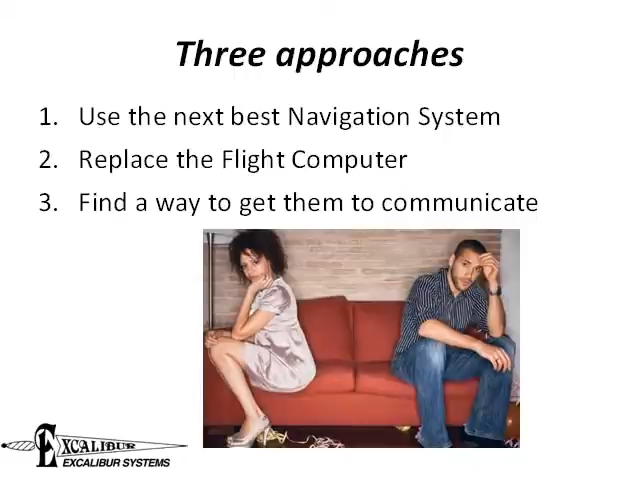 Three approaches
1. Use the next best Navigation System
2. Replace the Flight Computer
3. Find a way to get them to communicate
EXCALIBUR
EXCALIBUR SYSTEMS